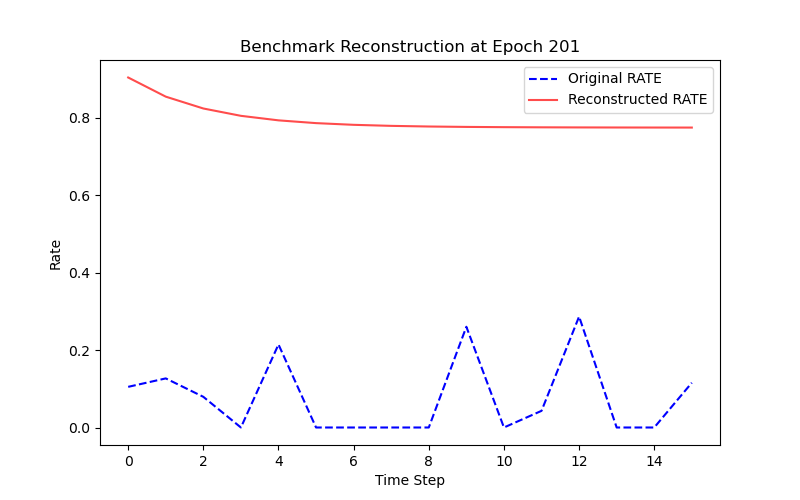 Benchmark Reconstruction at Epoch 201
Original RATE
Reconstructed RATE
0.8
0.6
0.4
0.2
0.0
Rate
0 2 4 6 8 10 12 14
Time Step